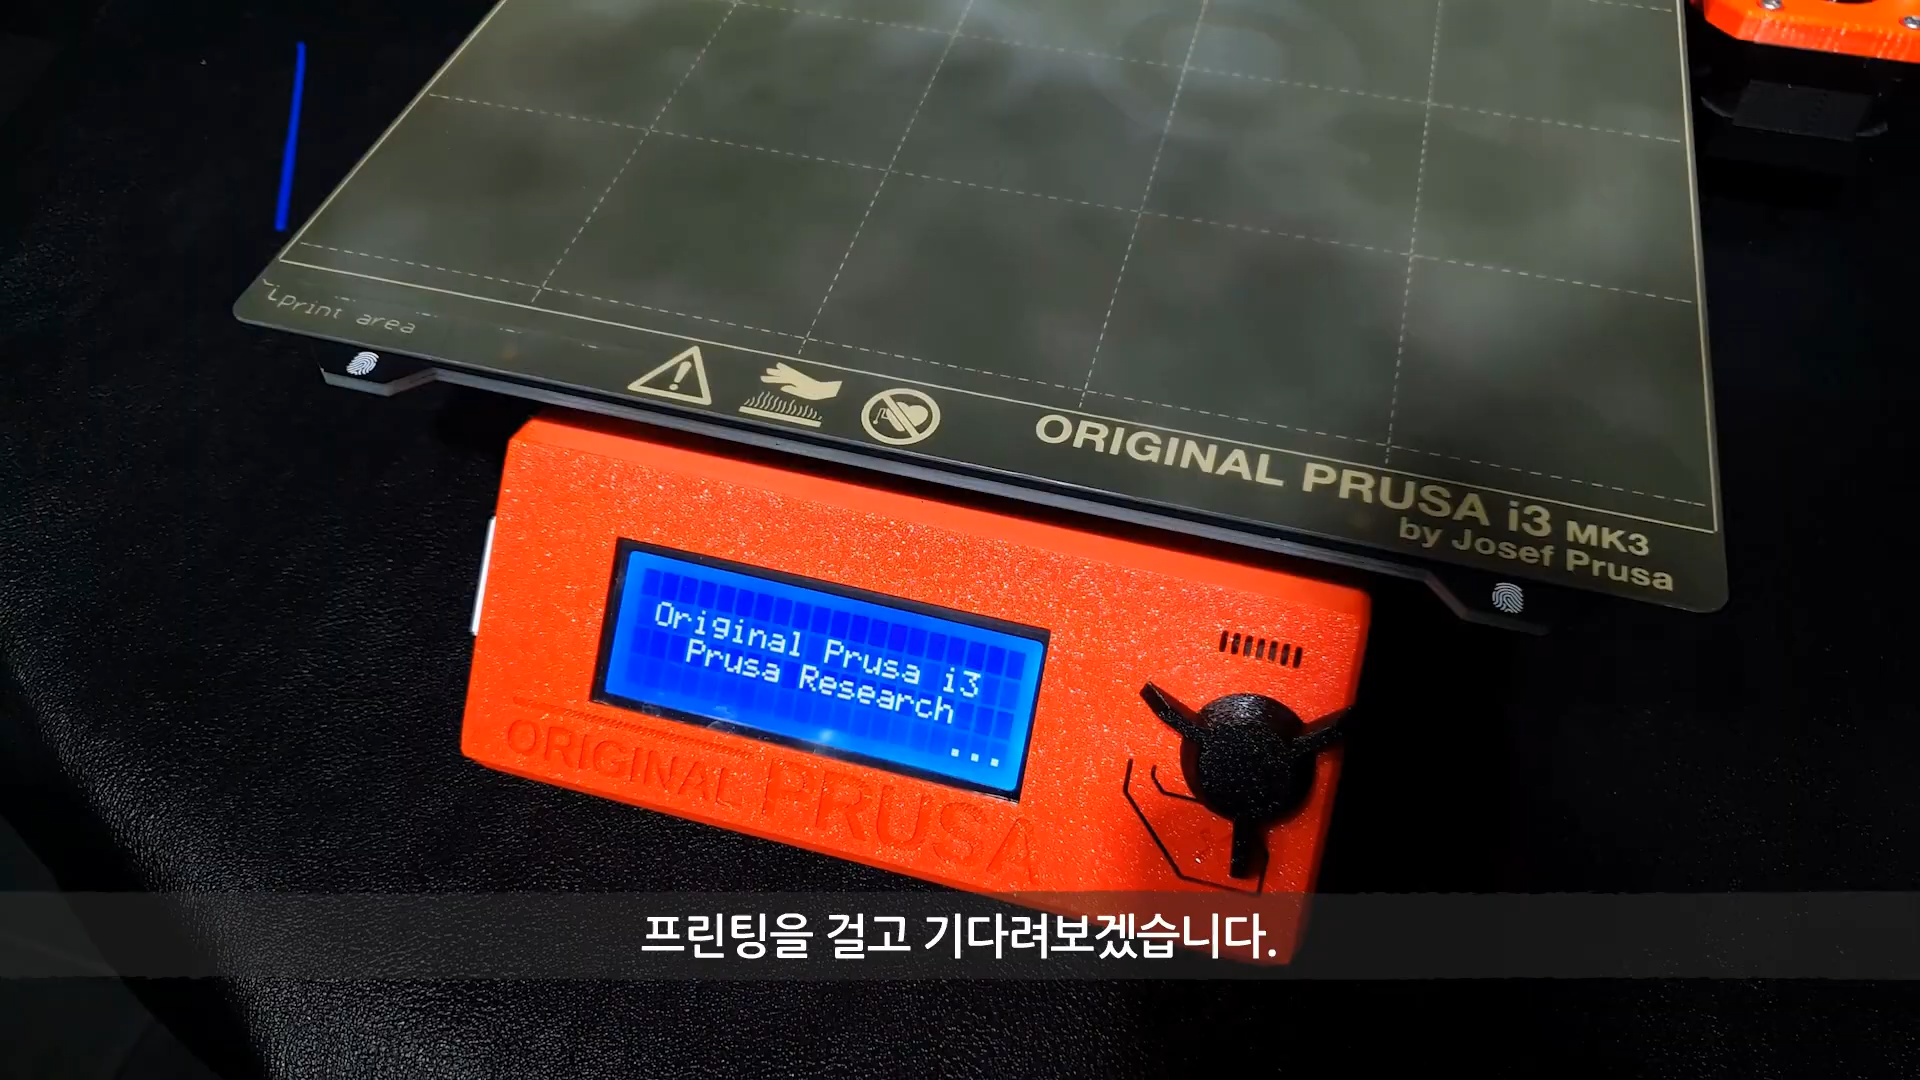 print area
ORIGINAL PRUSA i3 MK3
by Josef Prusa
Original Prusa i3
Prusa Research
...
ORIGINAL PRUSA
프린팅을 걸고 기다려보겠습니다.